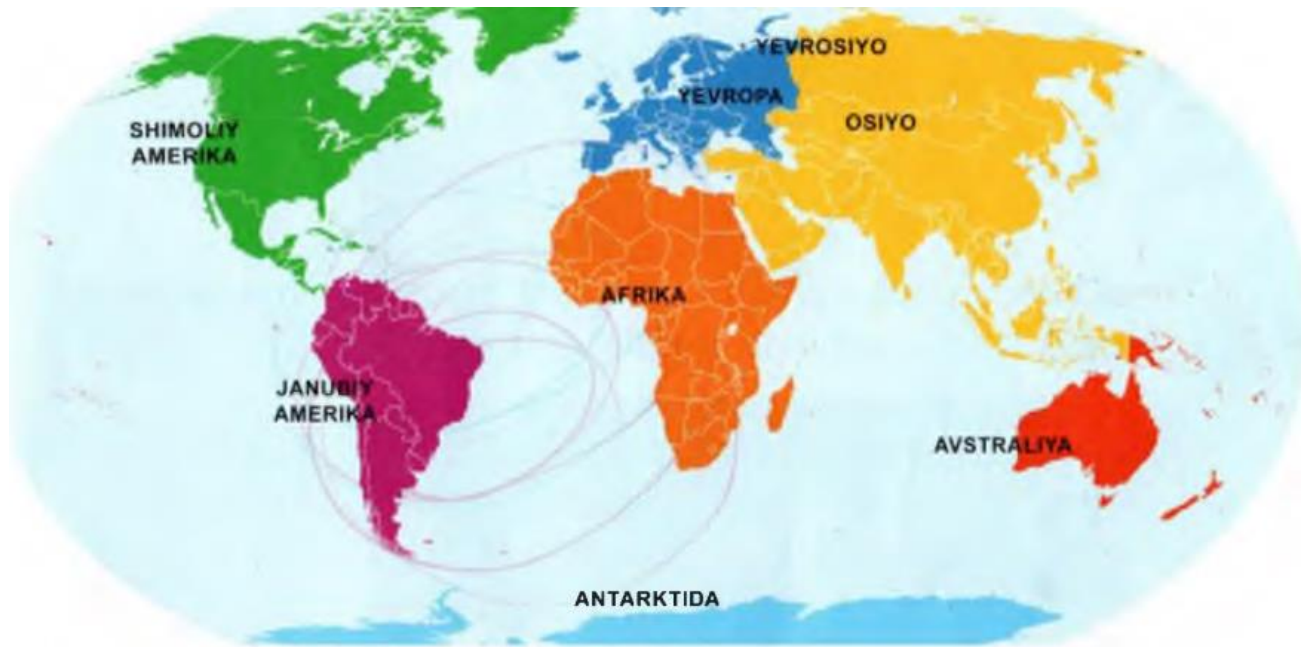 YEVROSIYO
YEVROPA
OSIYO
SHIMOLIY
AMERIKA
AFRIKA
JANUBIY
AMERIKA
AVSTRALIYA
ANTARKTIDA